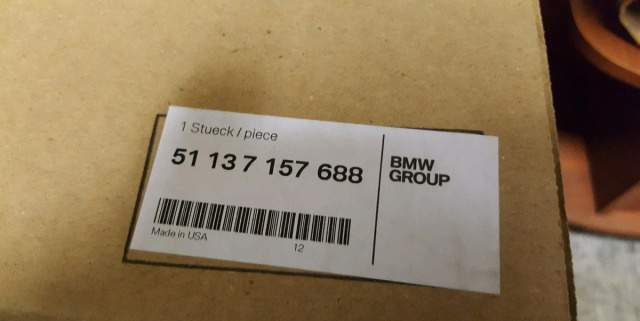 1 Stueck / piece
51 13 7 157 688
Made in USA
12
BMW
GROUP